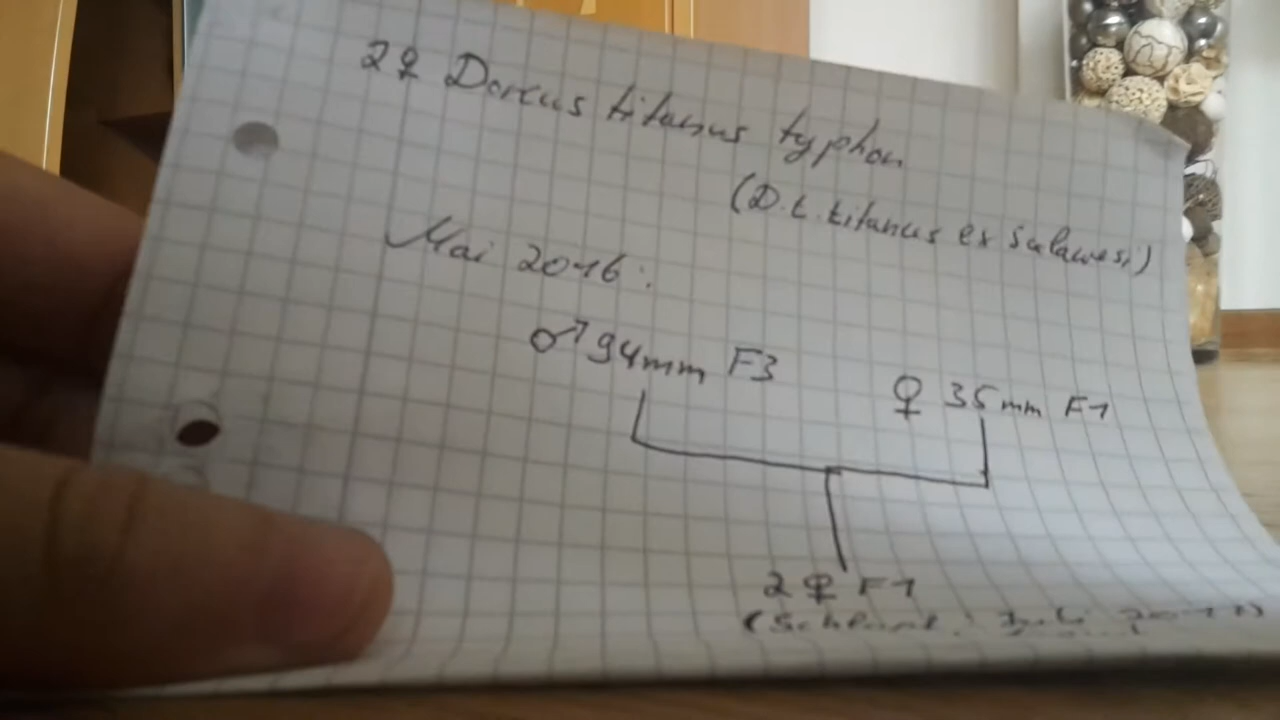 2♀ Dorcus titanus typhon
(D.t. titanus ex Sulawesi)
Mai 2016:
♂ 94mm F3
♀ 35mm F1
2♀ F1